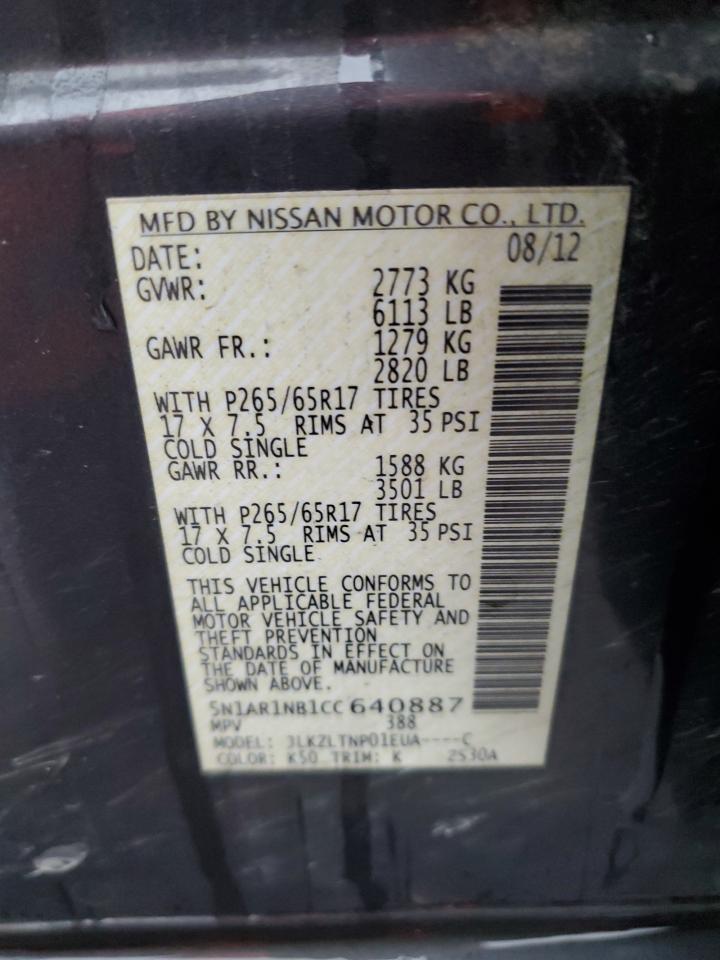 MFD BY NISSAN MOTOR CO., LTD.
DATE: 08/12
GVWR: 2773 KG
6113 LB
GAWR FR.: 1279 KG
2820 LB
WITH P265/65R17 TIRES
17 X 7.5 RIMS AT 35 PSI
COLD SINGLE
GAWR RR.: 1588 KG
3501 LB
WITH P265/65R17 TIRES
17 X 7.5 RIMS AT 35 PSI
COLD SINGLE
THIS VEHICLE CONFORMS TO
ALL APPLICABLE FEDERAL
MOTOR VEHICLE SAFETY AND
THEFT PREVENTION
STANDARDS IN EFFECT ON
THE DATE OF MANUFACTURE
SHOWN ABOVE.
5N1AR1NB1CC 640887
MPV 388
MODEL: 3LKZLTNP01EUA----C
COLOR: K50 TRIM: K 2S30A